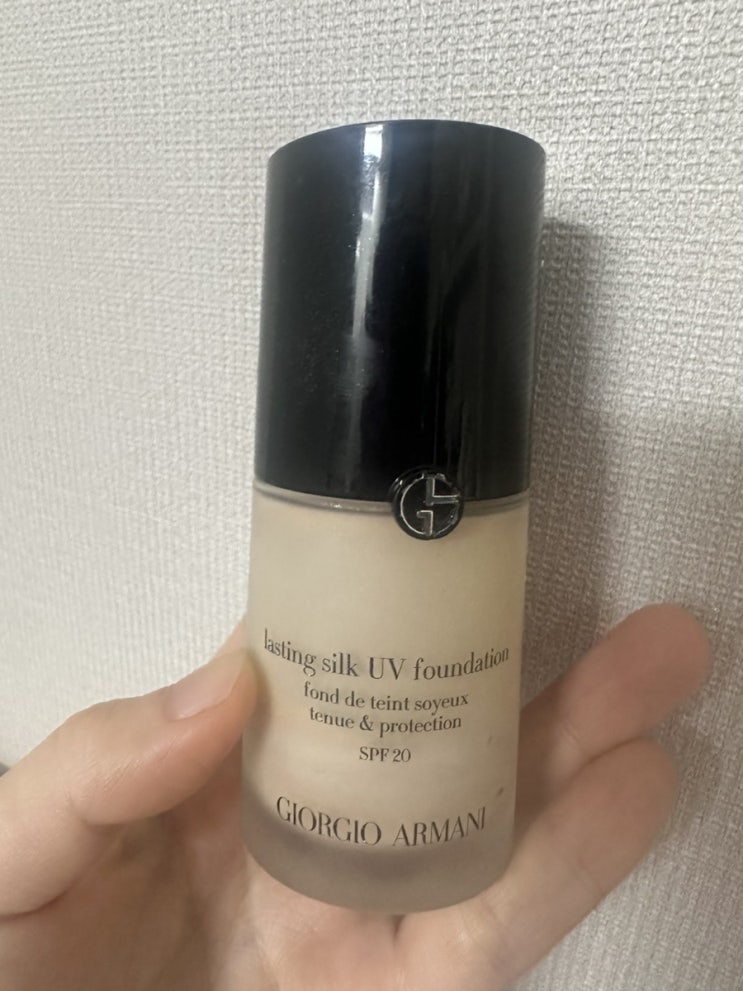 lasting silk UV foundation
fond de teint soyeux
tenue & protection
SPF 20
GIORGIO ARMANI